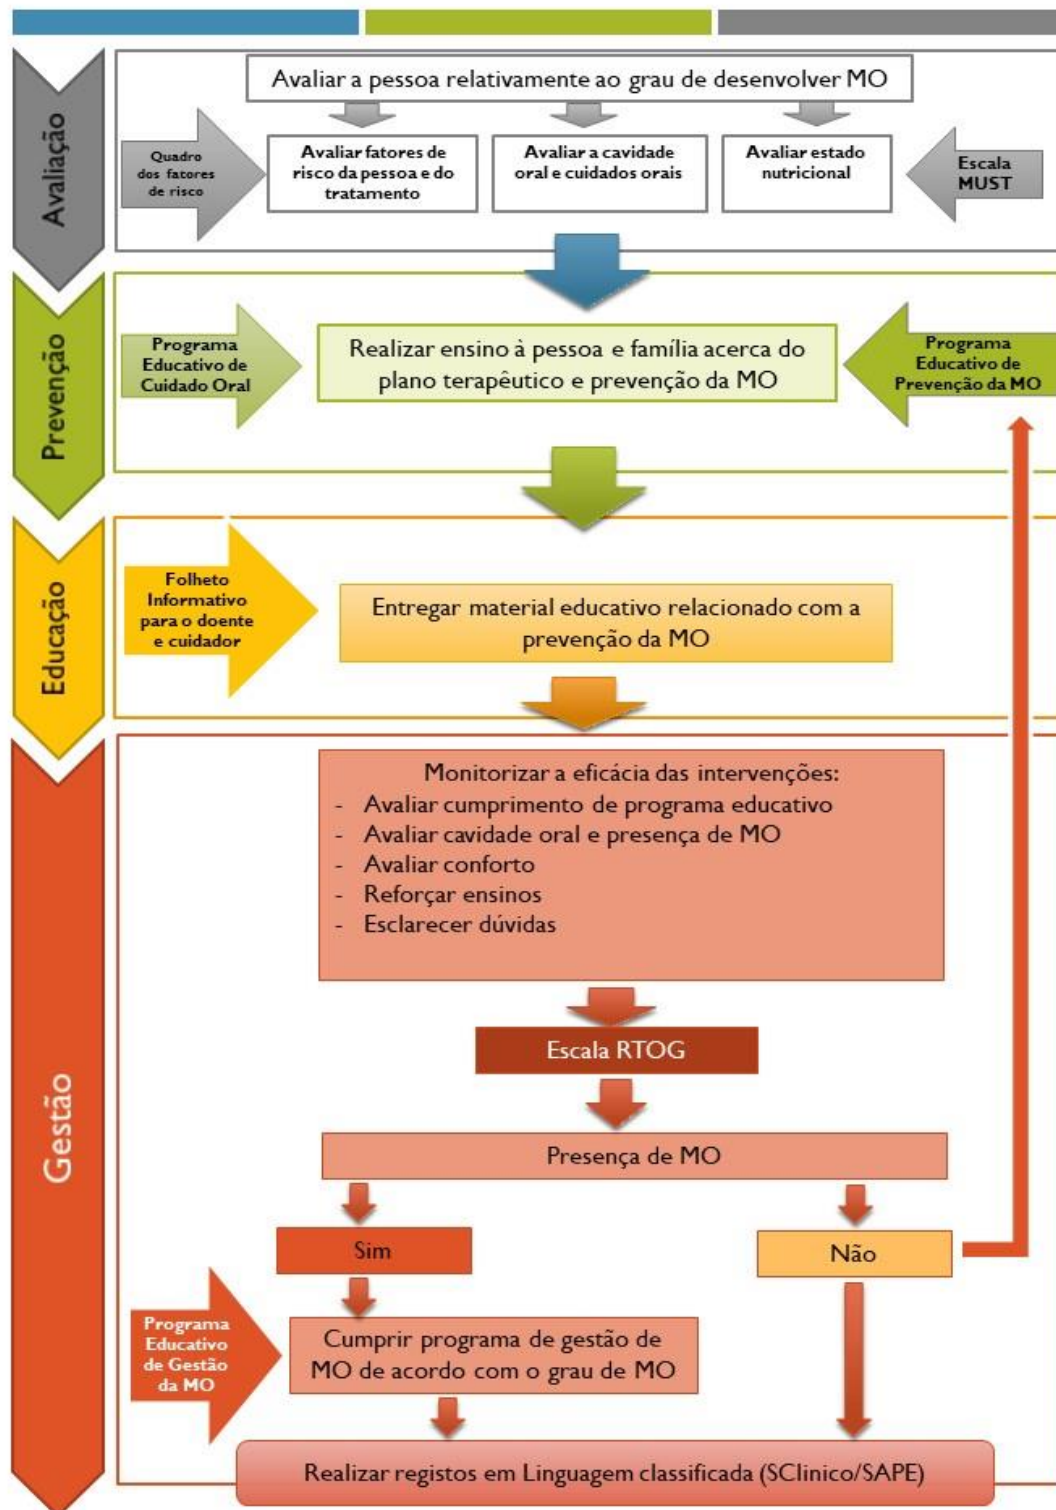 Avaliação
Avaliar a pessoa relativamente ao grau de desenvolver MO
Quadro
dos fatores
de risco
Avaliar fatores de
risco da pessoa e do
tratamento
Avaliar a cavidade
oral e cuidados orais
Avaliar estado
nutricional
Escala
MUST
Prevenção
Programa
Educativo de
Cuidado Oral
Realizar ensino à pessoa e família acerca do
plano terapêutico e prevenção da MO
Programa
Educativo de
Prevenção da MO
Educação
Folheto
Informativo
para o doente
e cuidador
Entregar material educativo relacionado com a
prevenção da MO
Gestão
Monitorizar a eficácia das intervenções:
- Avaliar cumprimento de programa educativo
- Avaliar cavidade oral e presença de MO
- Avaliar conforto
- Reforçar ensinos
- Esclarecer dúvidas
Escala RTOG
Presença de MO
Sim
Não
Programa
Educativo
de Gestão
da MO
Cumprir programa de gestão de
MO de acordo com o grau de MO
Realizar registos em Linguagem classificada (SClinico/SAPE)